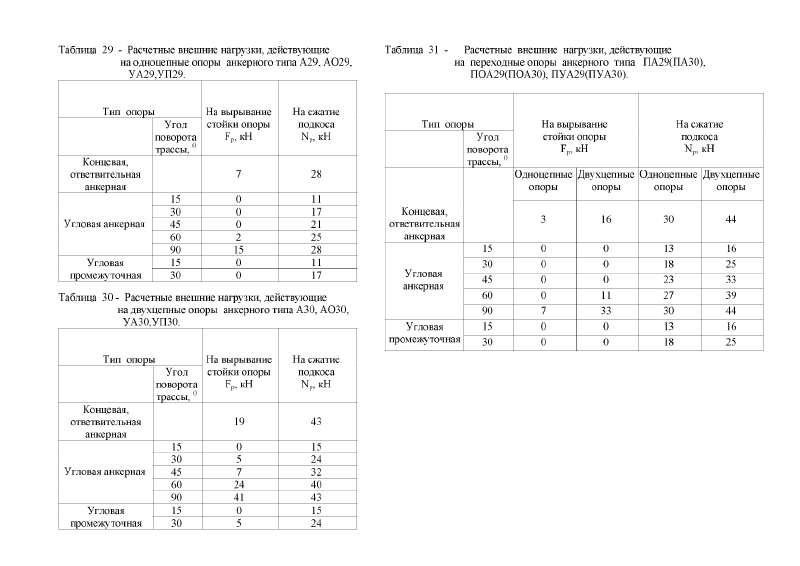 Таблица 29 - Расчетные внешние нагрузки, действующие
на одноцепные опоры анкерного типа А29, АО29,
УА29,УП29.
Тип опоры
Угол
поворота
трассы, 0
На вырывание
стойки опоры
Fр, кН
На сжатие
подкоса
Nр, кН
Концевая,
ответвительная
анкерная
7 28
Угловая анкерная
15 0 11
30 0 17
45 0 21
60 2 25
90 15 28
Угловая
промежуточная
15 0 11
30 0 17
Таблица 30 - Расчетные внешние нагрузки, действующие
на двухцепные опоры анкерного типа А30, АО30,
УА30,УП30.
Тип опоры
Угол
поворота
трассы, 0
На вырывание
стойки опоры
Fр, кН
На сжатие
подкоса
Nр, кН
Концевая,
ответвительная
анкерная
19 43
Угловая анкерная
15 0 15
30 5 24
45 7 32
60 24 40
90 41 43
Угловая
промежуточная
15 0 15
30 5 24
Таблица 31 - Расчетные внешние нагрузки, действующие
на переходные опоры анкерного типа ПА29(ПА30),
ПОА29(ПОА30), ПУА29(ПУА30).
Тип опоры
Угол
поворота
трассы, 0
На вырывание
стойки опоры
Fр, кН
На сжатие
подкоса
Nр, кН
Одноцепные Двухцепные Одноцепные Двухцепные
опоры опоры опоры опоры
Концевая,
ответвительная
анкерная
3 16 30 44
Угловая
анкерная
15 0 0 13 16
30 0 0 18 25
45 0 0 23 33
60 0 11 27 39
90 7 33 30 44
Угловая
промежуточная
15 0 0 13 16
30 0 0 18 25